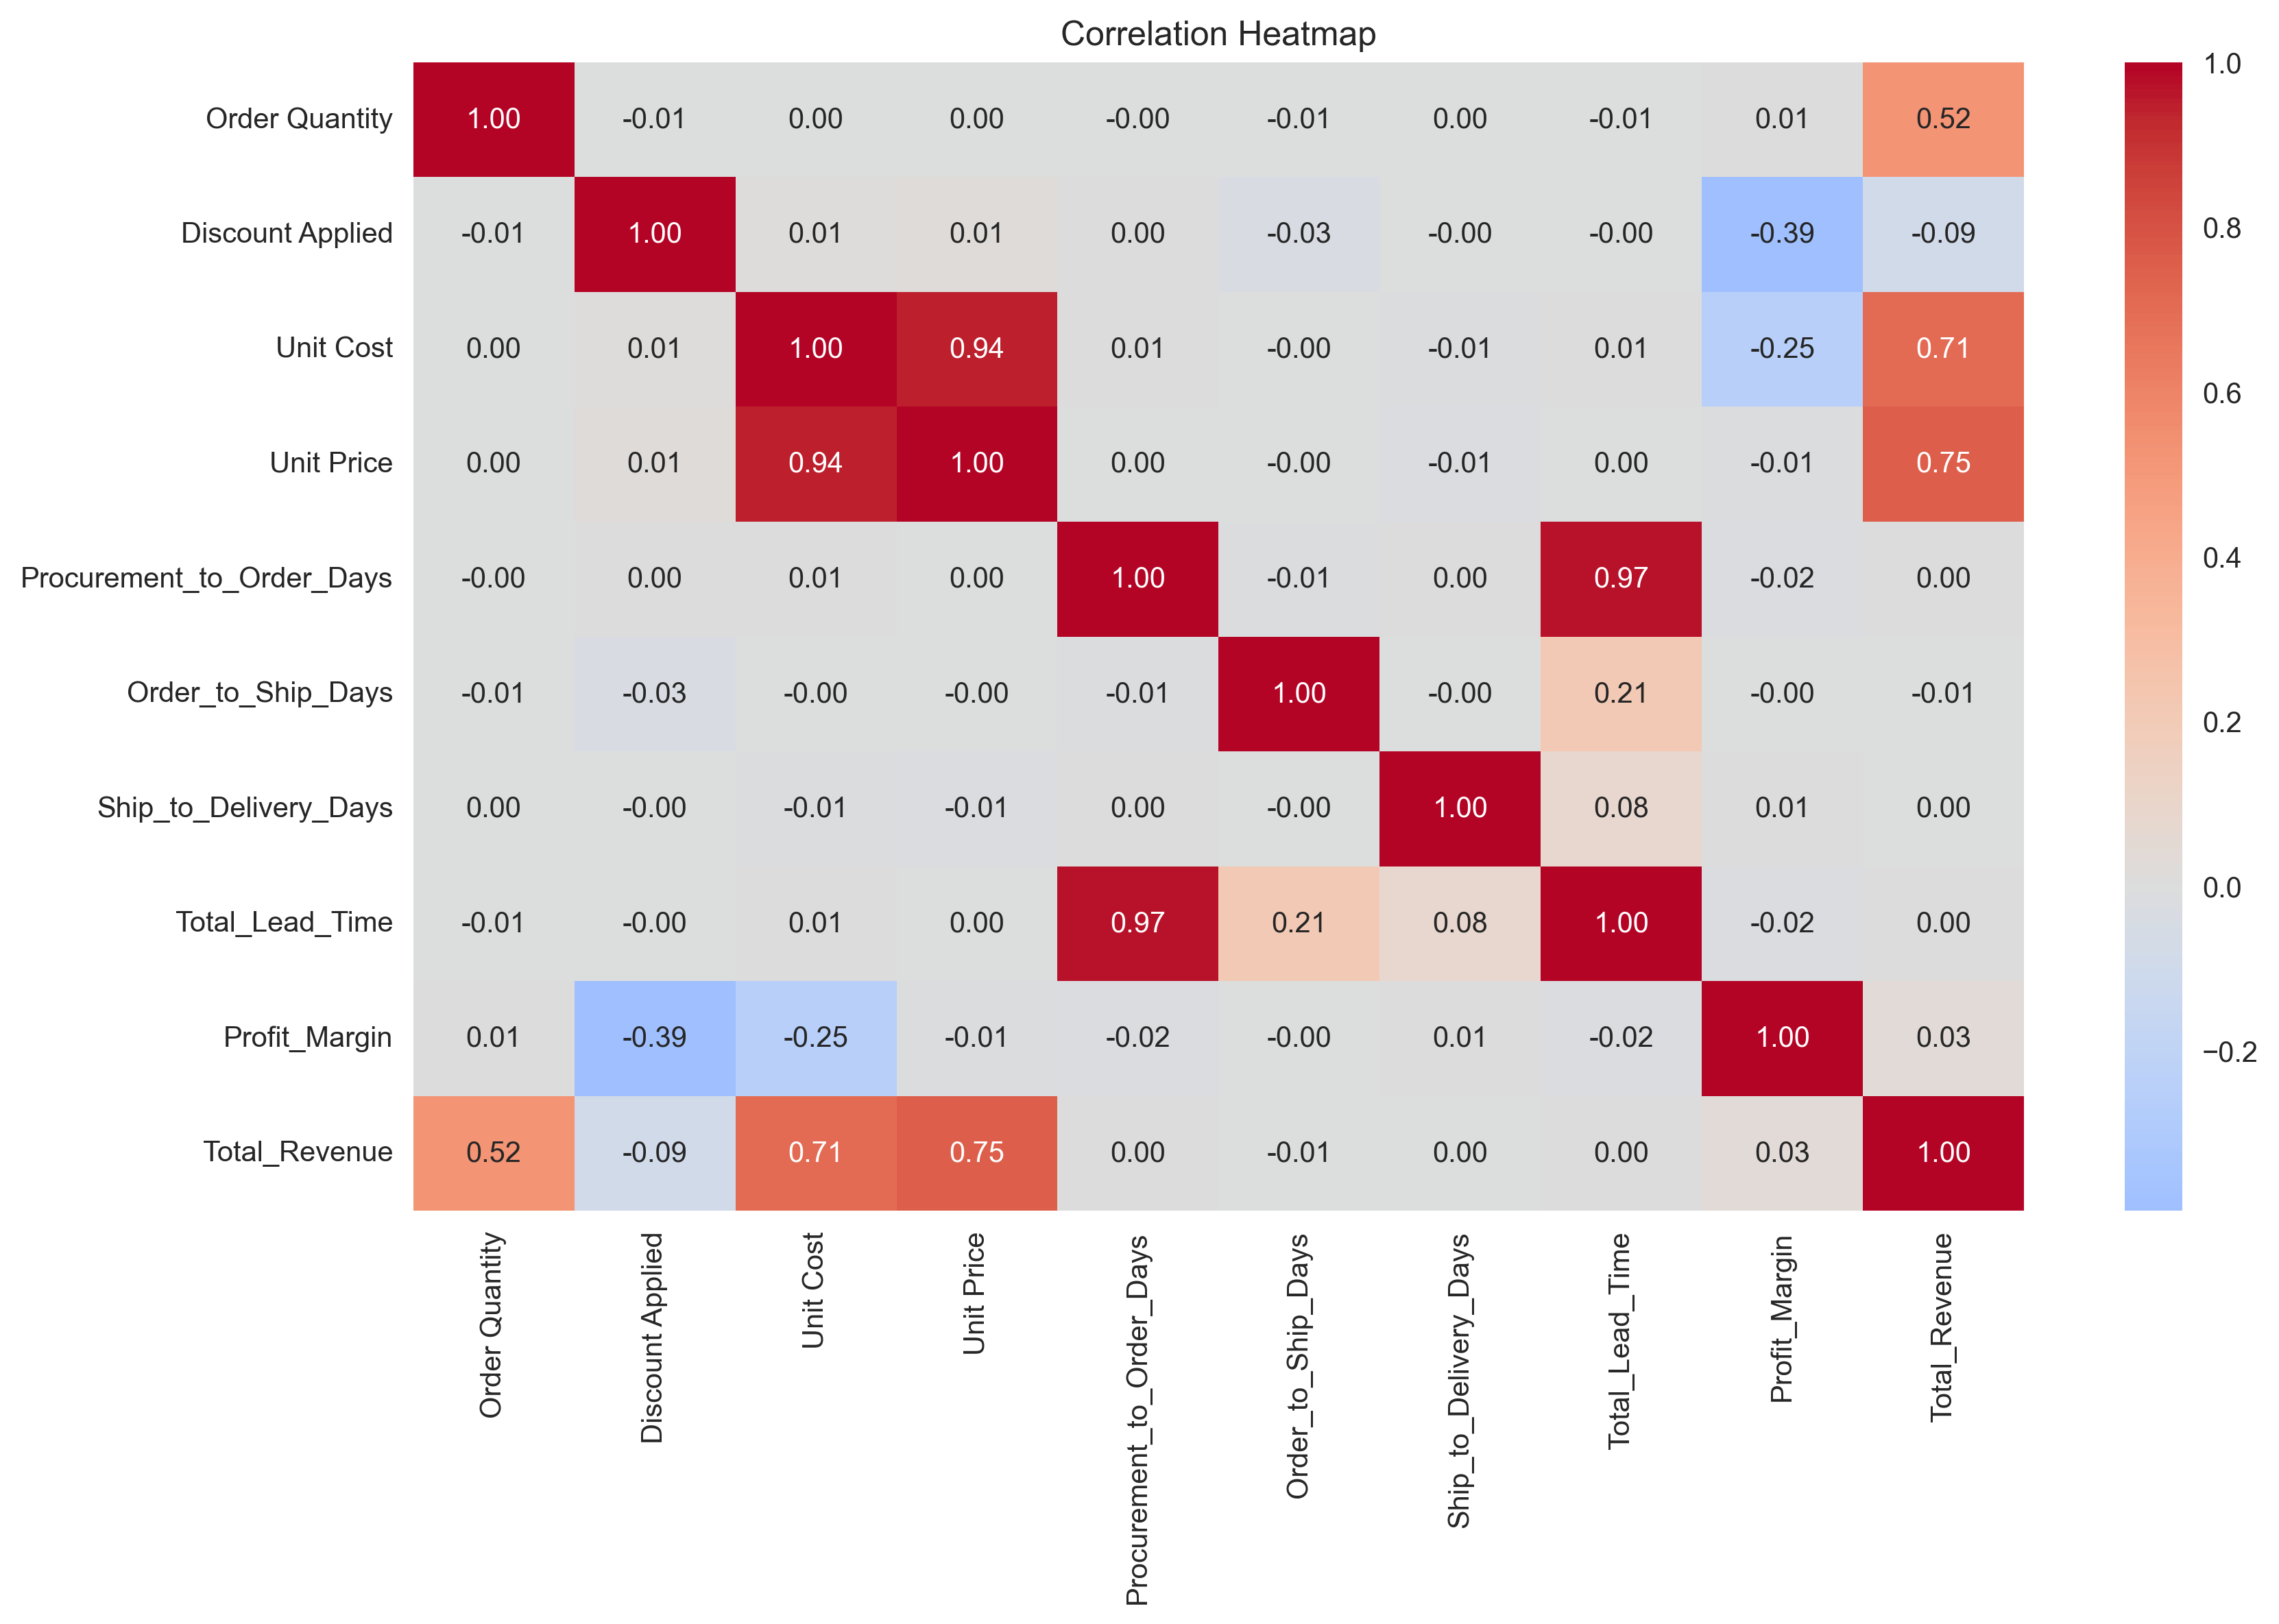 Correlation Heatmap
Order Quantity 1.00 -0.01 0.00 0.00 -0.00 -0.01 0.00 -0.01 0.01 0.52
Discount Applied -0.01 1.00 0.01 0.01 0.00 -0.03 -0.00 -0.00 -0.39 -0.09
Unit Cost 0.00 0.01 1.00 0.94 0.01 -0.00 -0.01 0.01 -0.25 0.71
Unit Price 0.00 0.01 0.94 1.00 0.00 -0.00 -0.01 0.00 -0.01 0.75
Procurement_to_Order_Days -0.00 0.00 0.01 0.00 1.00 -0.01 0.00 0.97 -0.02 0.00
Order_to_Ship_Days -0.01 -0.03 -0.00 -0.00 -0.01 1.00 -0.00 0.21 -0.00 -0.01
Ship_to_Delivery_Days 0.00 -0.00 -0.01 -0.01 0.00 -0.00 1.00 0.08 0.01 0.00
Total_Lead_Time -0.01 -0.00 0.01 0.00 0.97 0.21 0.08 1.00 -0.02 0.00
Profit_Margin 0.01 -0.39 -0.25 -0.01 -0.02 -0.00 0.01 -0.02 1.00 0.03
Total_Revenue 0.52 -0.09 0.71 0.75 0.00 -0.01 0.00 0.00 0.03 1.00
Order Quantity
Discount Applied
Unit Cost
Unit Price
Procurement_to_Order_Days
Order_to_Ship_Days
Ship_to_Delivery_Days
Total_Lead_Time
Profit_Margin
Total_Revenue
1.0
0.8
0.6
0.4
0.2
0.0
−0.2